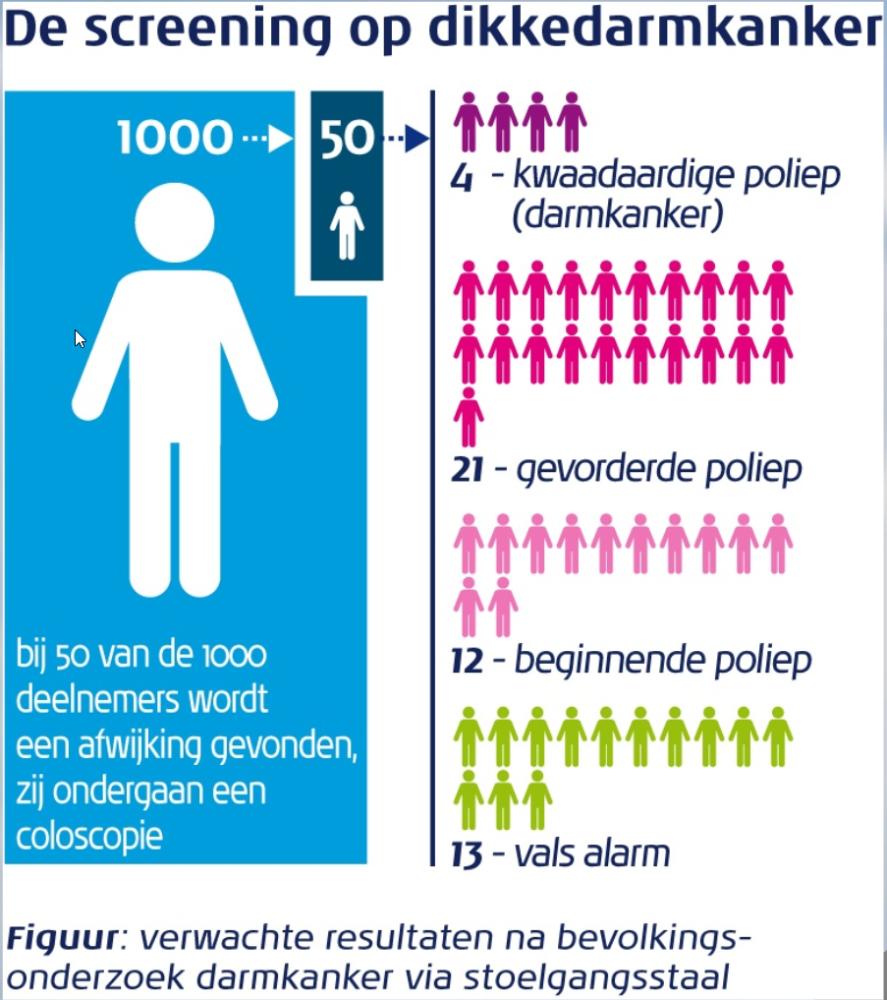 De screening op dikkedarmkanker
1000
50
4 - kwaadaardige poliep
(darmkanker)
21 - gevorderde poliep
12 - beginnende poliep
13 - vals alarm
bij 50 van de 1000
deelnemers wordt
een afwijking gevonden,
zij ondergaan een
coloscopie
Figuur: verwachte resultaten na bevolkings-
onderzoek darmkanker via stoelgangsstaal